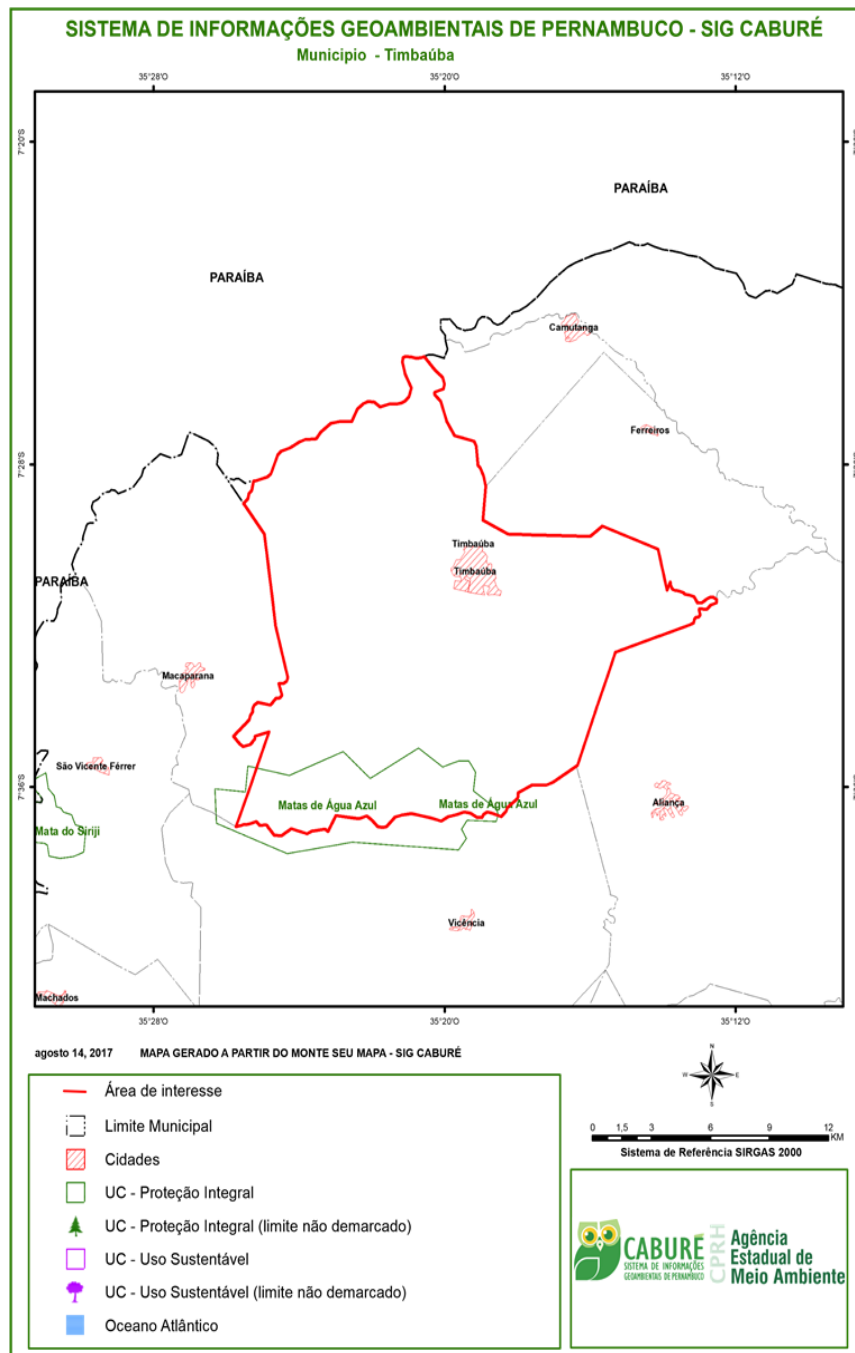 SISTEMA DE INFORMAÇÕES GEOAMBIENTAIS DE PERNAMBUCO - SIG CABURÉ
Municipio - Timbaúba
35°28'O
35°20'O
35°12'O
7°20'S
PARAÍBA
PARAÍBA
Camutanga
Ferreiros
7°28'S
Timbaúba
Timbaúba
PARAÍBA
Macaparana
São Vicente Férrer
7°36'S
Matas de Água Azul
Matas de Água Azul
Aliança
Mata do Siriji
Vicência
Machados
35°28'O
35°20'O
35°12'O
agosto 14, 2017 MAPA GERADO A PARTIR DO MONTE SEU MAPA - SIG CABURÉ
N
W
E
S
Área de interesse
Limite Municipal
Cidades
UC - Proteção Integral
UC - Proteção Integral (limite não demarcado)
UC - Uso Sustentável
UC - Uso Sustentável (limite não demarcado)
Oceano Atlântico
0 1,5 3 6 9 12
KM
Sistema de Referência SIRGAS 2000
CABURÉ
SISTEMA DE INFORMAÇÕES
GEOAMBIENTAIS DE PERNAMBUCO
CPRH
Agência
Estadual de
Meio Ambiente